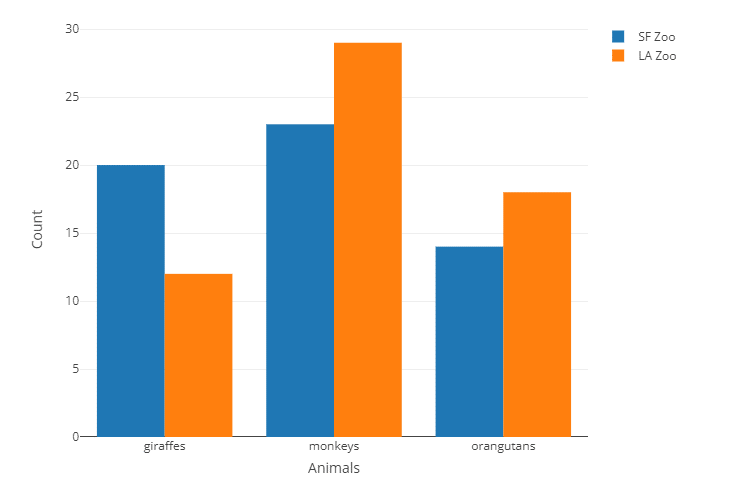 30
25
20
15
10
5
0
Count
giraffes
monkeys
orangutans
Animals
SF Zoo
LA Zoo